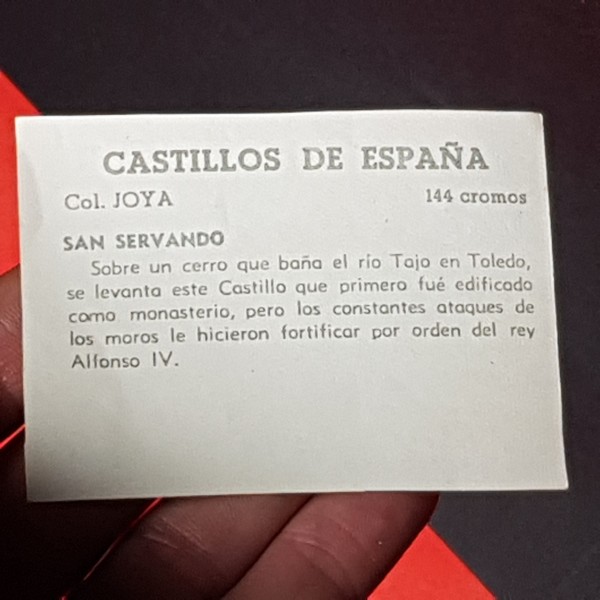 CASTILLOS DE ESPAÑA
Col. JOYA 144 cromos
SAN SERVANDO
Sobre un cerro que baña el río Tajo en Toledo,
se levanta este Castillo que primero fué edificado
como monasterio, pero los constantes ataques de
los moros le hicieron fortificar por orden del rey
Alfonso IV.